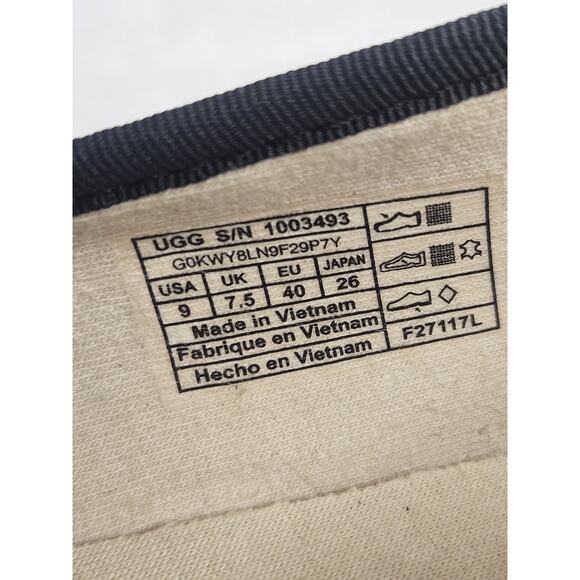 UGG S/N 1003493
G0KWY8LN9F29P7Y
USA UK EU JAPAN
9 7.5 40 26
Made in Vietnam
Fabrique en Vietnam
Hecho en Vietnam
F27117L